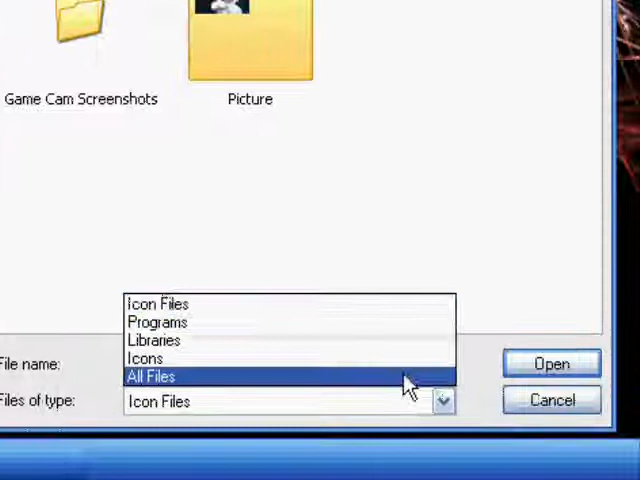 Game Cam Screenshots
Picture
Icon Files
Programs
Libraries
Icons
All Files
File name:
Open
Files of type:
Icon Files
Cancel